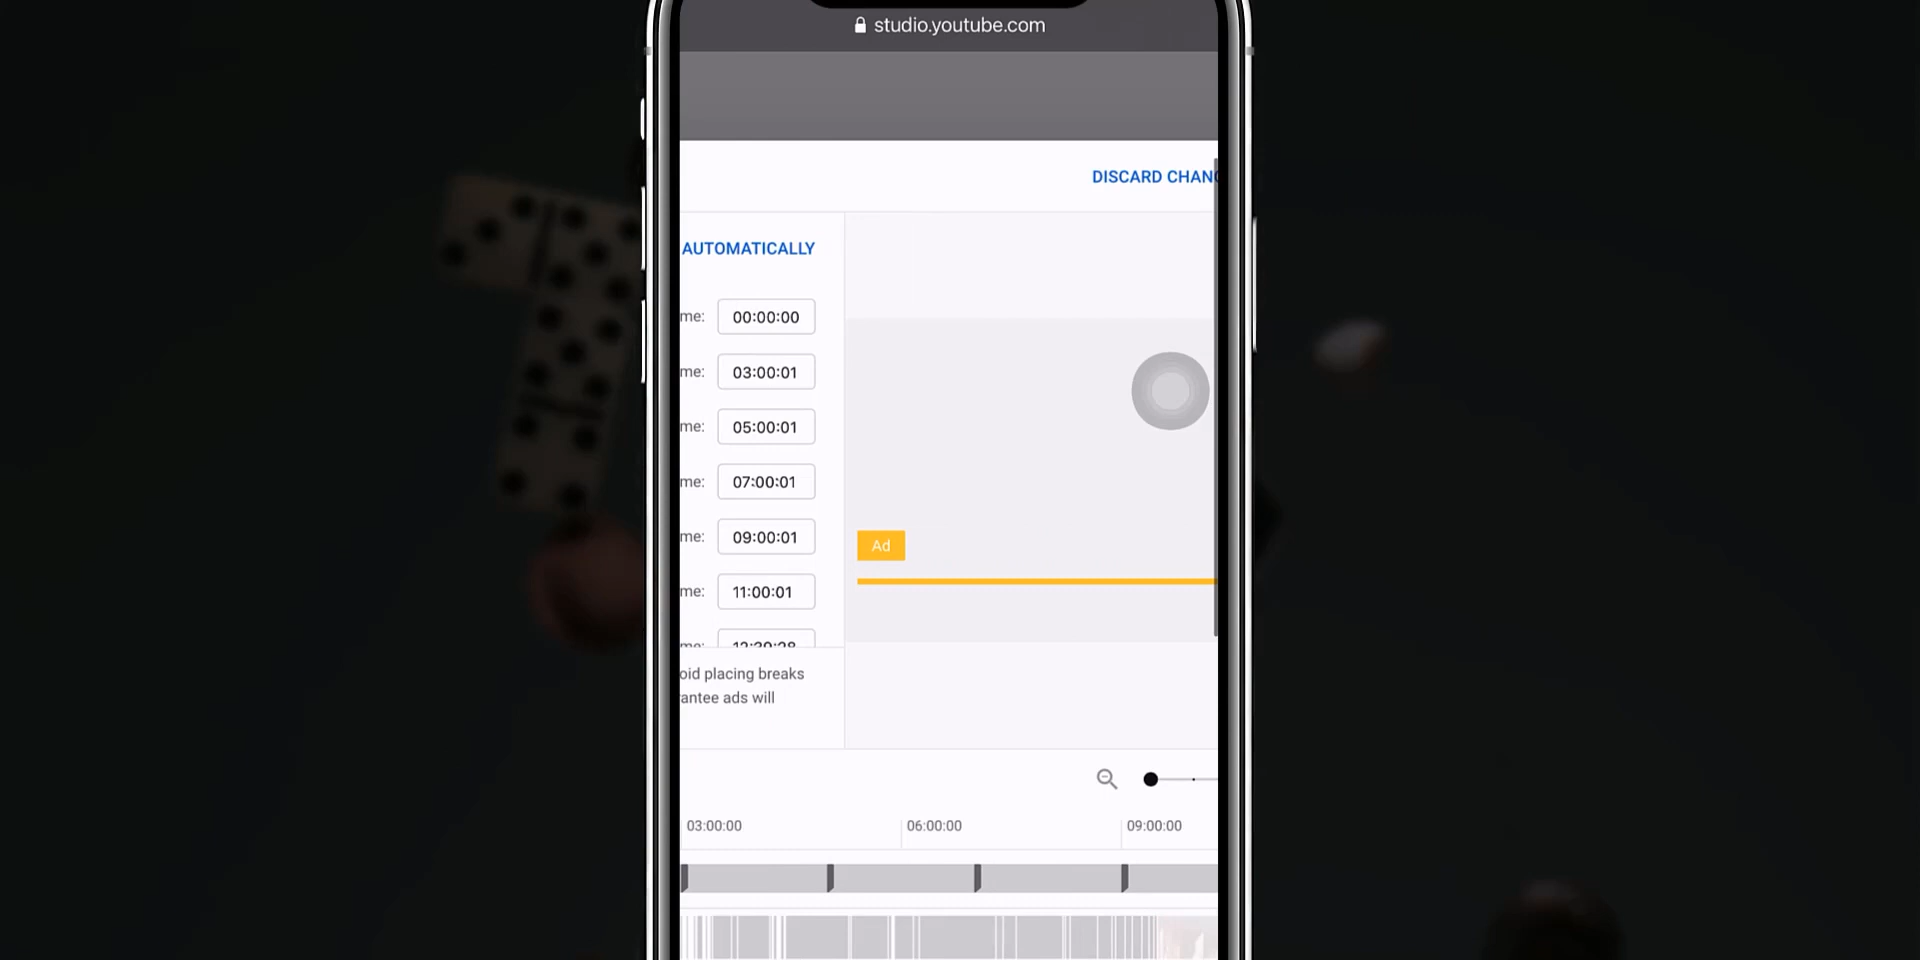 studio.youtube.com
DISCARD CHAN
AUTOMATICALLY
me: 00:00:00
me: 03:00:01
me: 05:00:01
me: 07:00:01
me: 09:00:01
me: 11:00:01
Ad
oid placing breaks
antee ads will
03:00:00 06:00:00 09:00:00